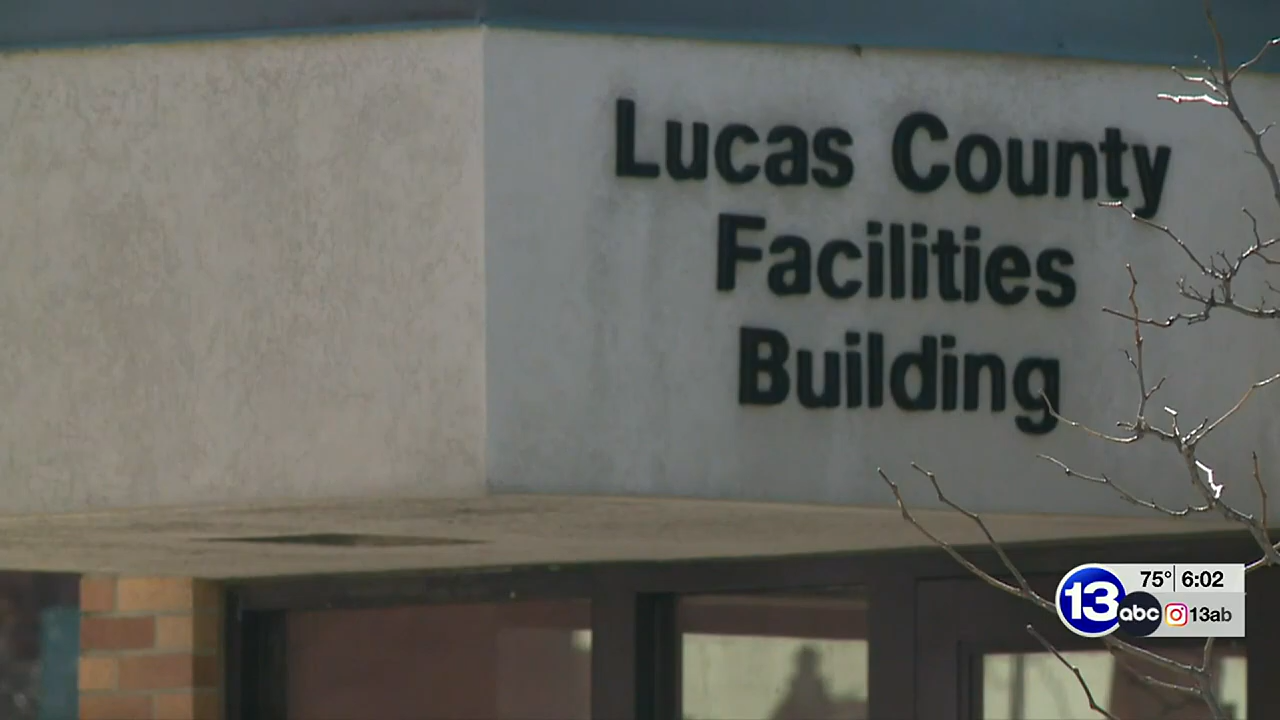 Lucas County
Facilities
Building
13 abc
75° 6:02
13ab